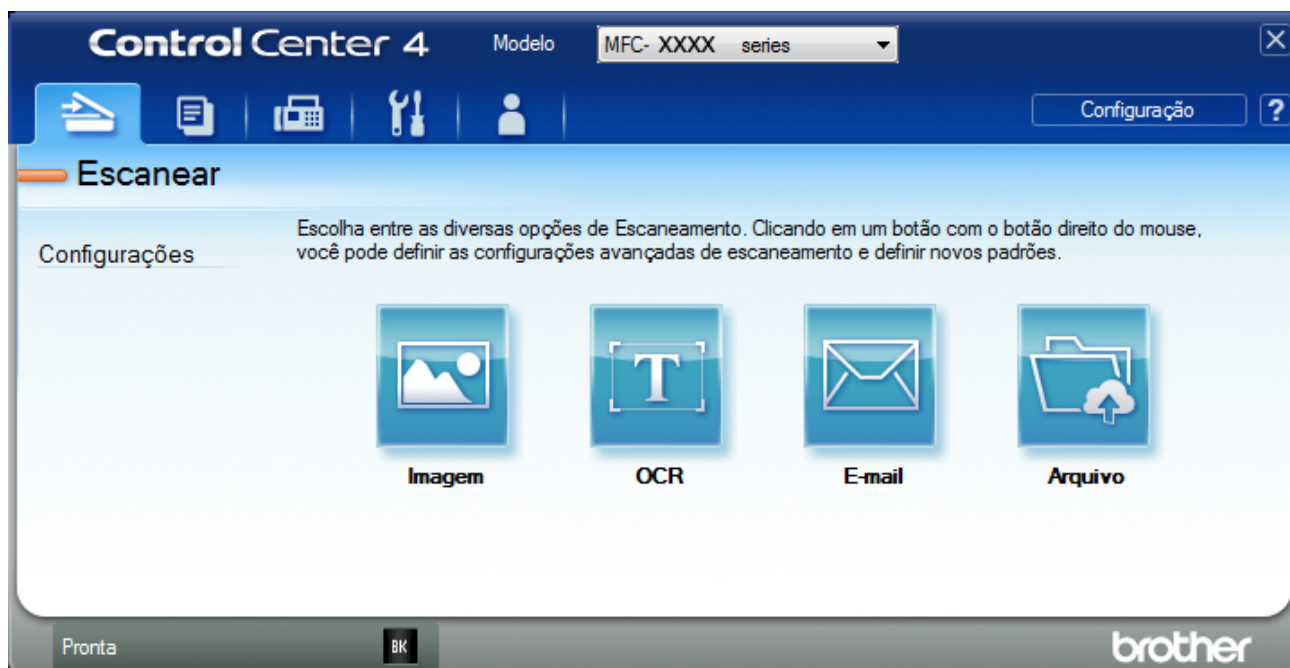 Control Center 4 Modelo MFC- XXXX series
Configuração ?
Escanear
Escolha entre as diversas opções de Escaneamento. Clicando em um botão com o botão direito do mouse,
você pode definir as configurações avançadas de escaneamento e definir novos padrões.
Configurações
T
Imagem OCR E-mail Arquivo
Pronta BK brother